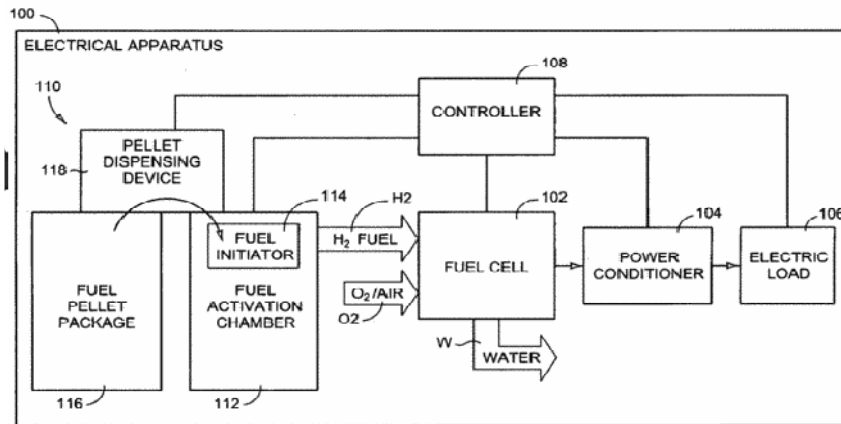 100
ELECTRICAL APPARATUS
108
CONTROLLER
110
PELLET
DISPENSING
DEVICE
118
114
FUEL
INITIATOR
H2
H₂ FUEL
102
FUEL CELL
104
POWER
CONDITIONER
106
ELECTRIC
LOAD
FUEL
PELLET
PACKAGE
FUEL
ACTIVATION
CHAMBER
O₂/AIR
O2
W
WATER
116
112